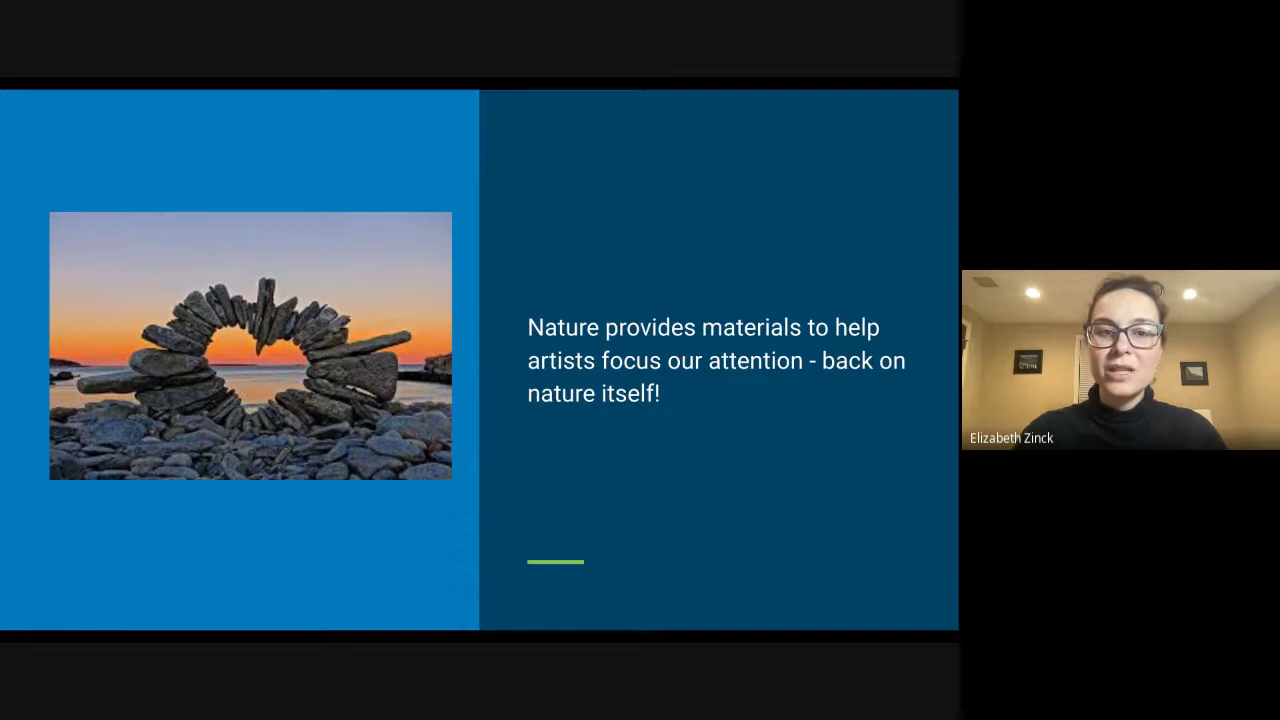 Nature provides materials to help
artists focus our attention - back on
nature itself!
Elizabeth Zinck